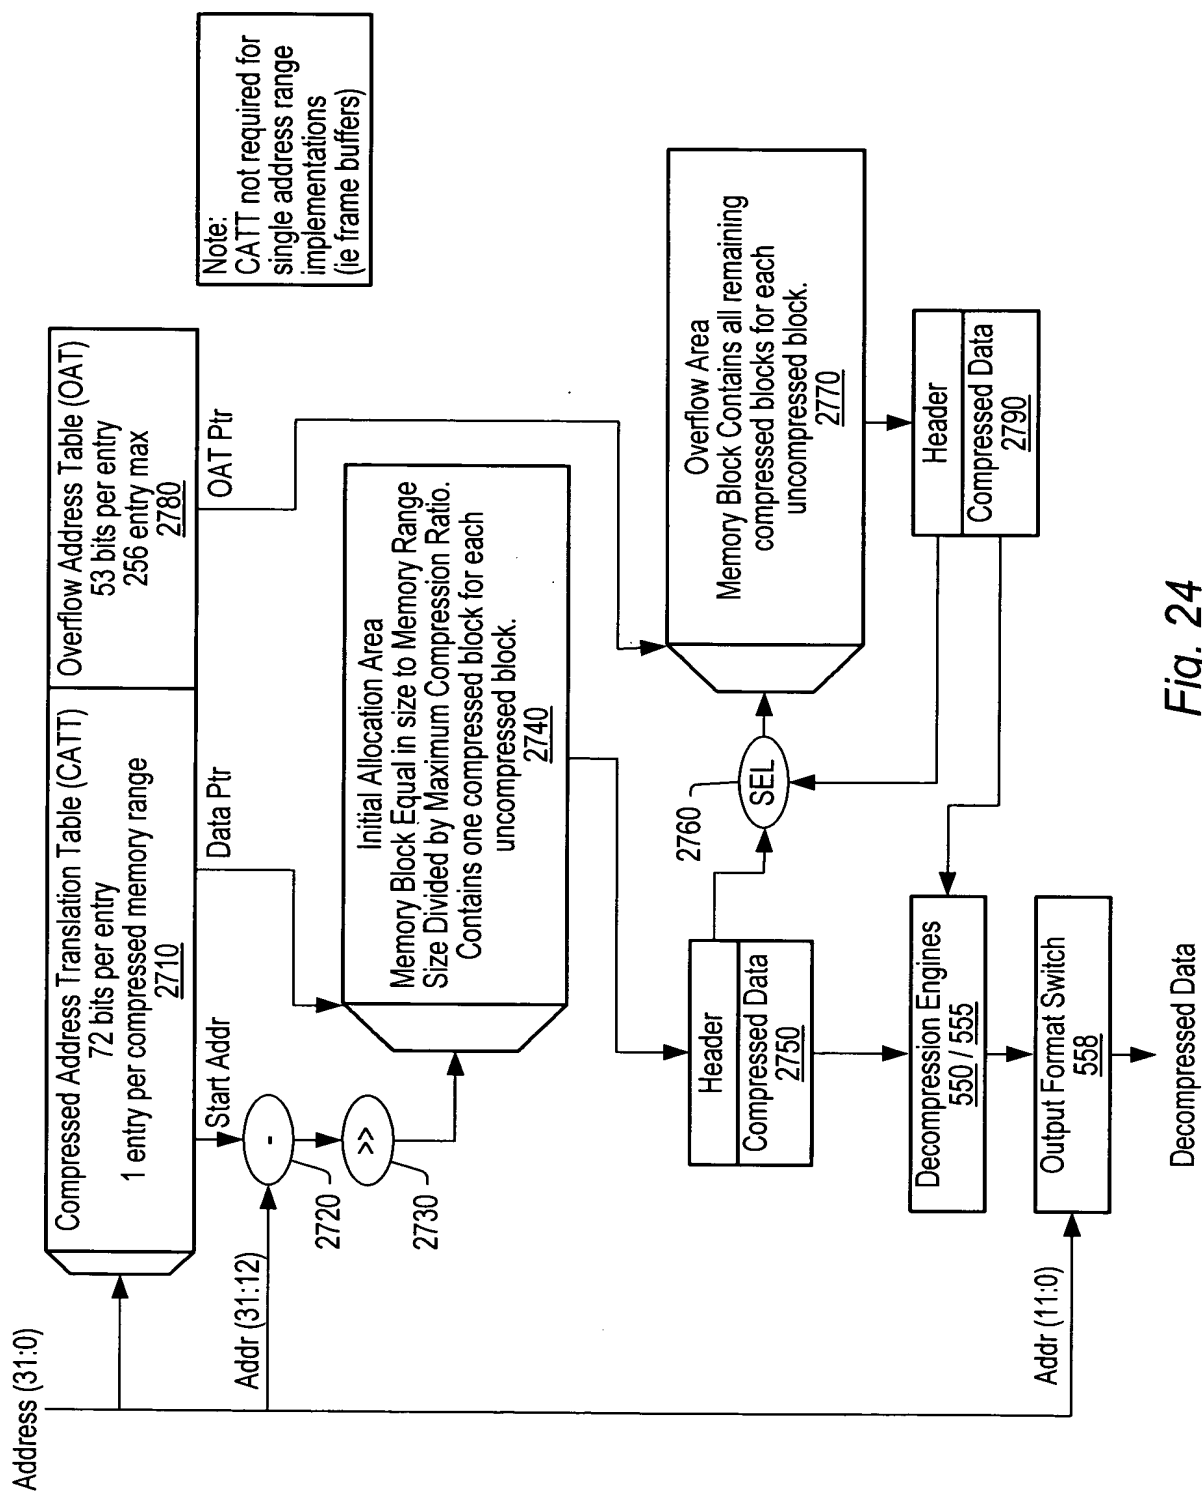 Address (31:0)
Compressed Address Translation Table (CATT)
72 bits per entry
1 entry per compressed memory range
2710
Overflow Address Table (OAT)
53 bits per entry
256 entry max
2780
Note:
CATT not required for
single address range
implementations
(ie frame buffers)
Addr (31:12)
Start Addr
Data Ptr
OAT Ptr
-
2720
>>
2730
Initial Allocation Area
Memory Block Equal in size to Memory Range
Size Divided by Maximum Compression Ratio.
Contains one compressed block for each
uncompressed block.
2740
Header
Compressed Data
2750
2760
SEL
Overflow Area
Memory Block Contains all remaining
compressed blocks for each
uncompressed block.
2770
Header
Compressed Data
2790
Decompression Engines
550 / 555
Addr (11:0)
Output Format Switch
558
Decompressed Data
Fig. 24